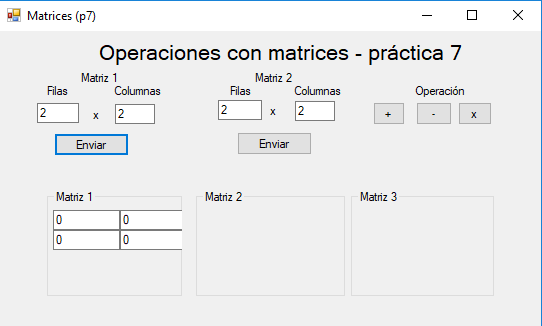 Matrices (p7)
Operaciones con matrices - práctica 7
Matriz 1 Matriz 2
Filas Columnas Filas Columnas Operación
2 x 2 2 x 2 + - x
Enviar Enviar
Matriz 1 Matriz 2 Matriz 3
0 0
0 0